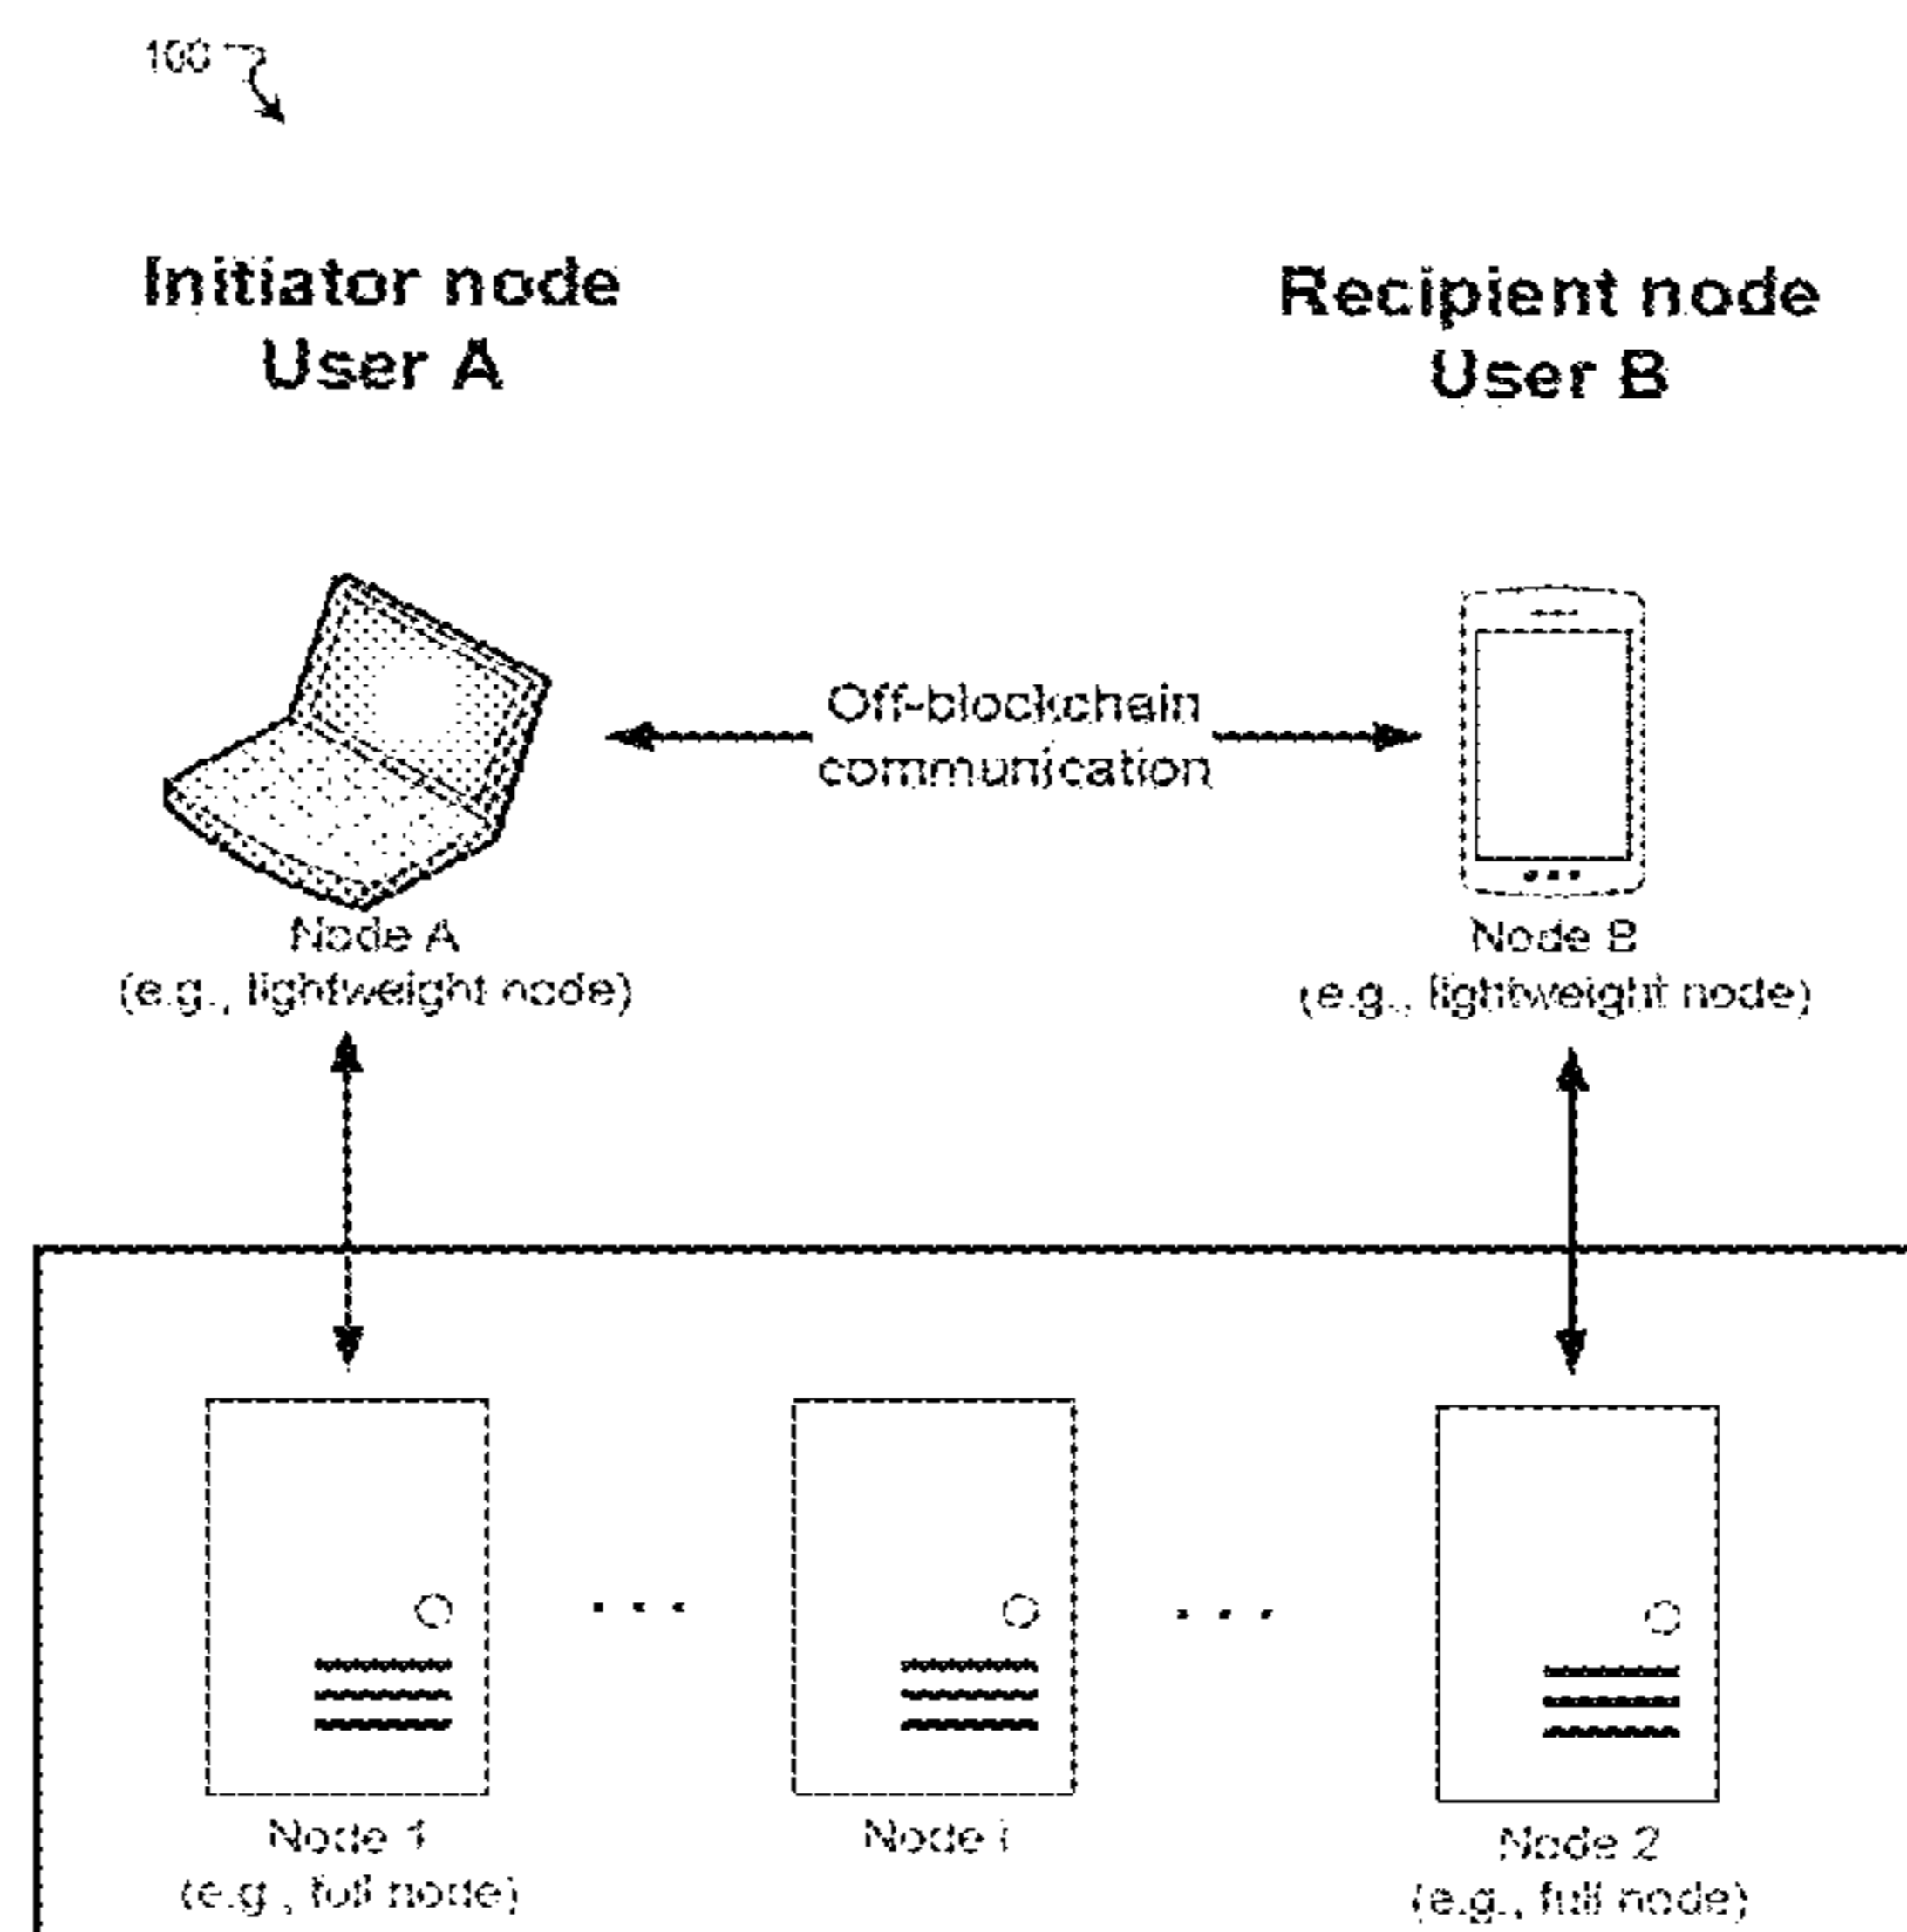 100
Initiator node
User A
Recipient node
User B
Off-blockchain
communication
Node A
(e.g., lightweight node)
Node B
(e.g., lightweight node)
Node 1
(e.g., full node)
Node i
Node 2
(e.g., full node)